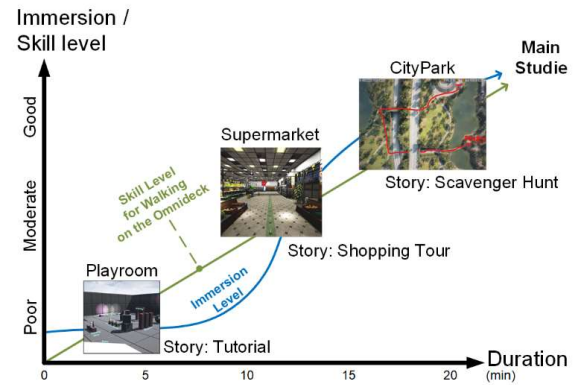 Immersion /
Skill level
Main
Studie
CityPark
Good
Supermarket
Story: Scavenger Hunt
Skill Level
for Walking
on the Omnideck
Moderate
Story: Shopping Tour
Playroom
Immersion
Level
Poor
Story: Tutorial
Duration
0 5 10 15 20 (min)